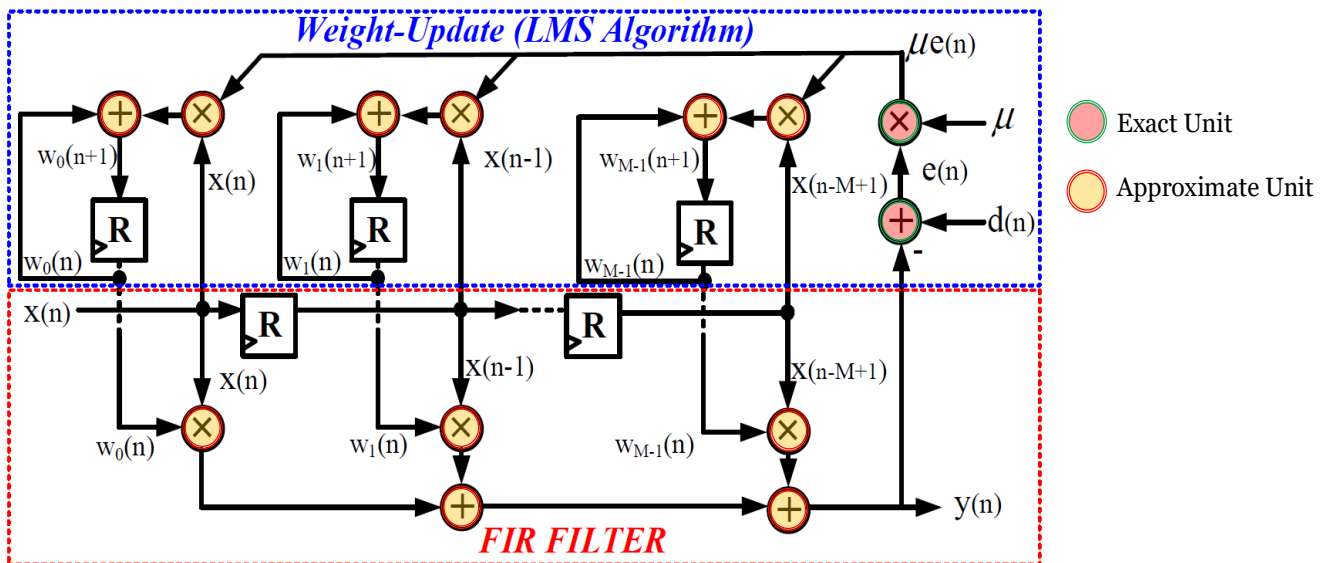 Weight-Update (LMS Algorithm)
μe(n)
+
×
+
×
+
×
×
μ
Exact Unit
w0(n+1)
x(n)
w1(n+1)
x(n-1)
wM-1(n+1)
x(n-M+1)
e(n)
Approximate Unit
R
R
R
+
d(n)
-
w0(n)
w1(n)
wM-1(n)
x(n)
R
R
x(n)
x(n-1)
x(n-M+1)
×
×
×
w0(n)
w1(n)
wM-1(n)
+
+
y(n)
FIR FILTER